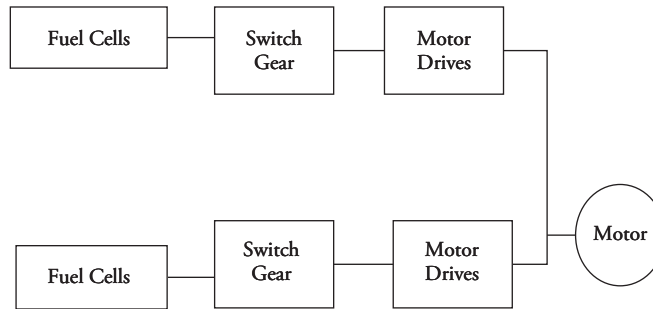 Fuel Cells
Switch
Gear
Motor
Drives
Fuel Cells
Switch
Gear
Motor
Drives
Motor